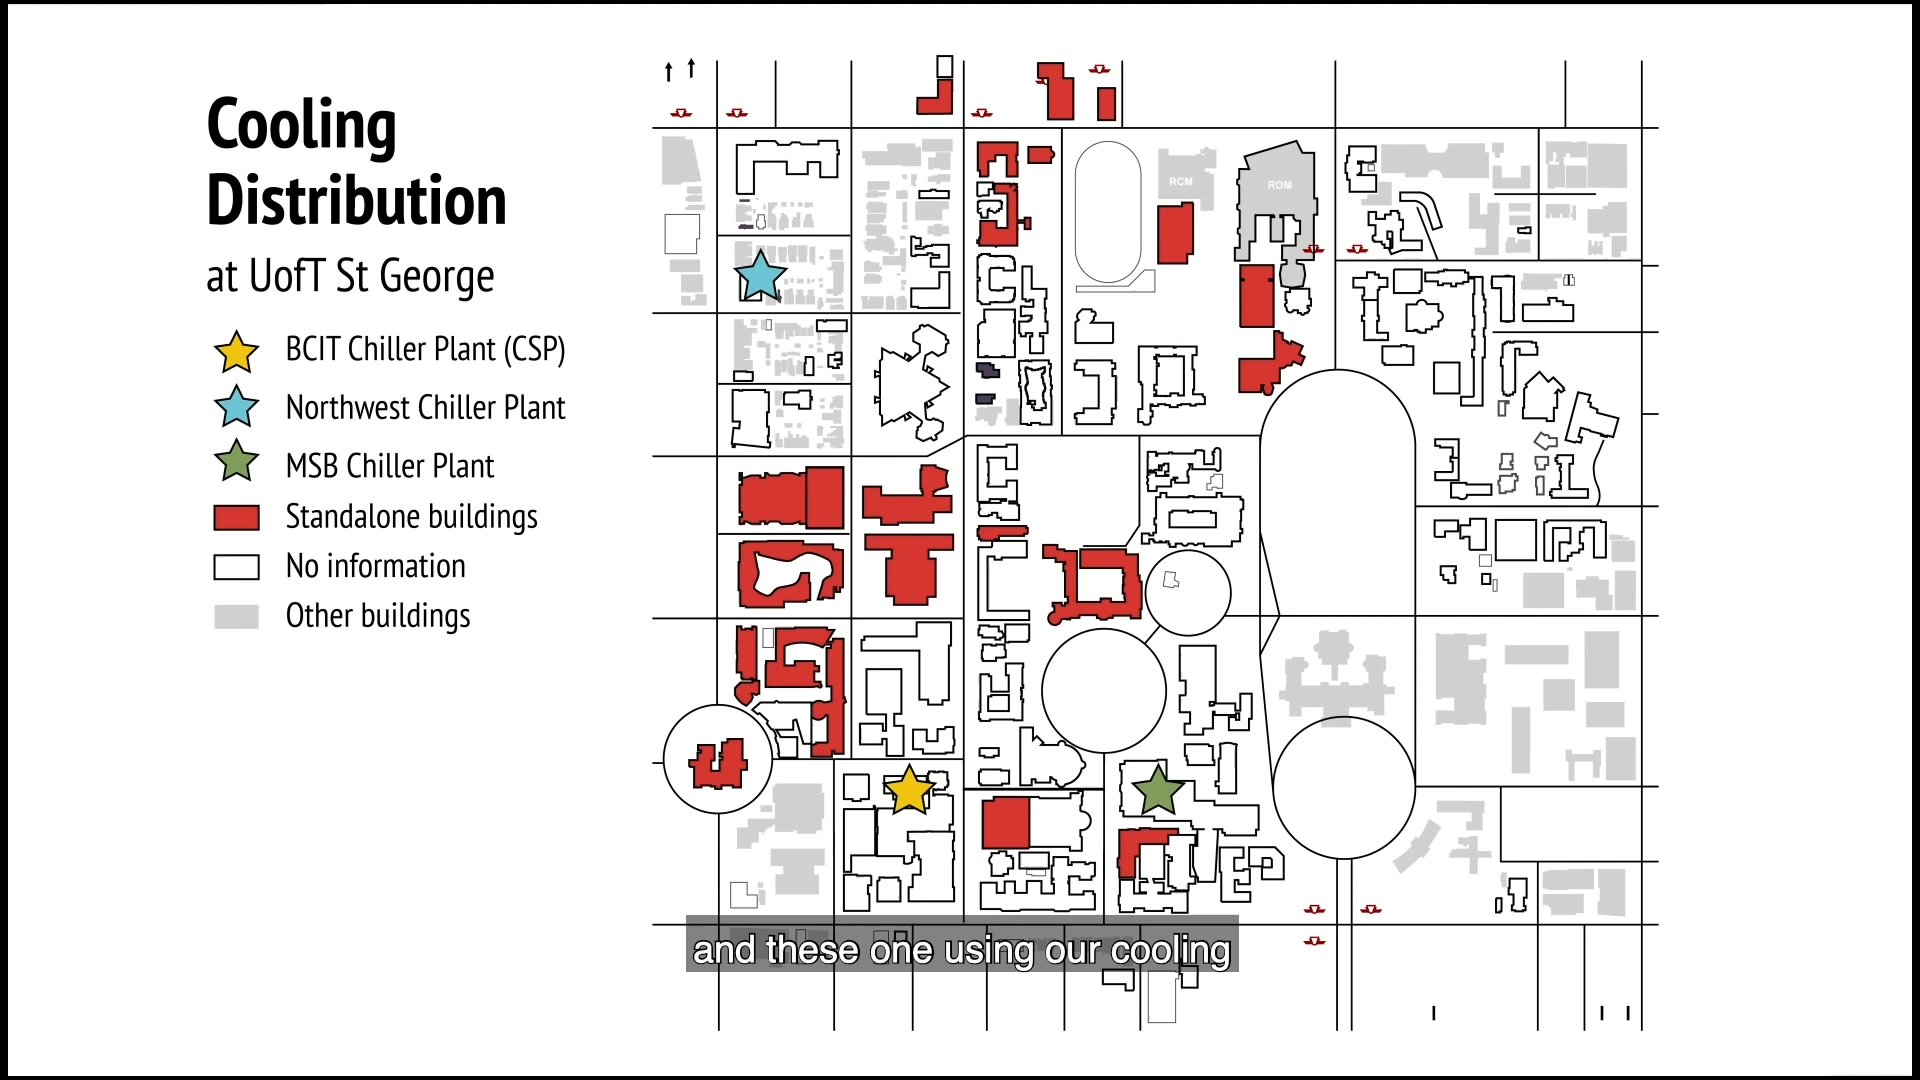 Cooling
Distribution
at UofT St George
BCIT Chiller Plant (CSP)
Northwest Chiller Plant
MSB Chiller Plant
Standalone buildings
No information
Other buildings
RCM
ROM
and these one using our cooling